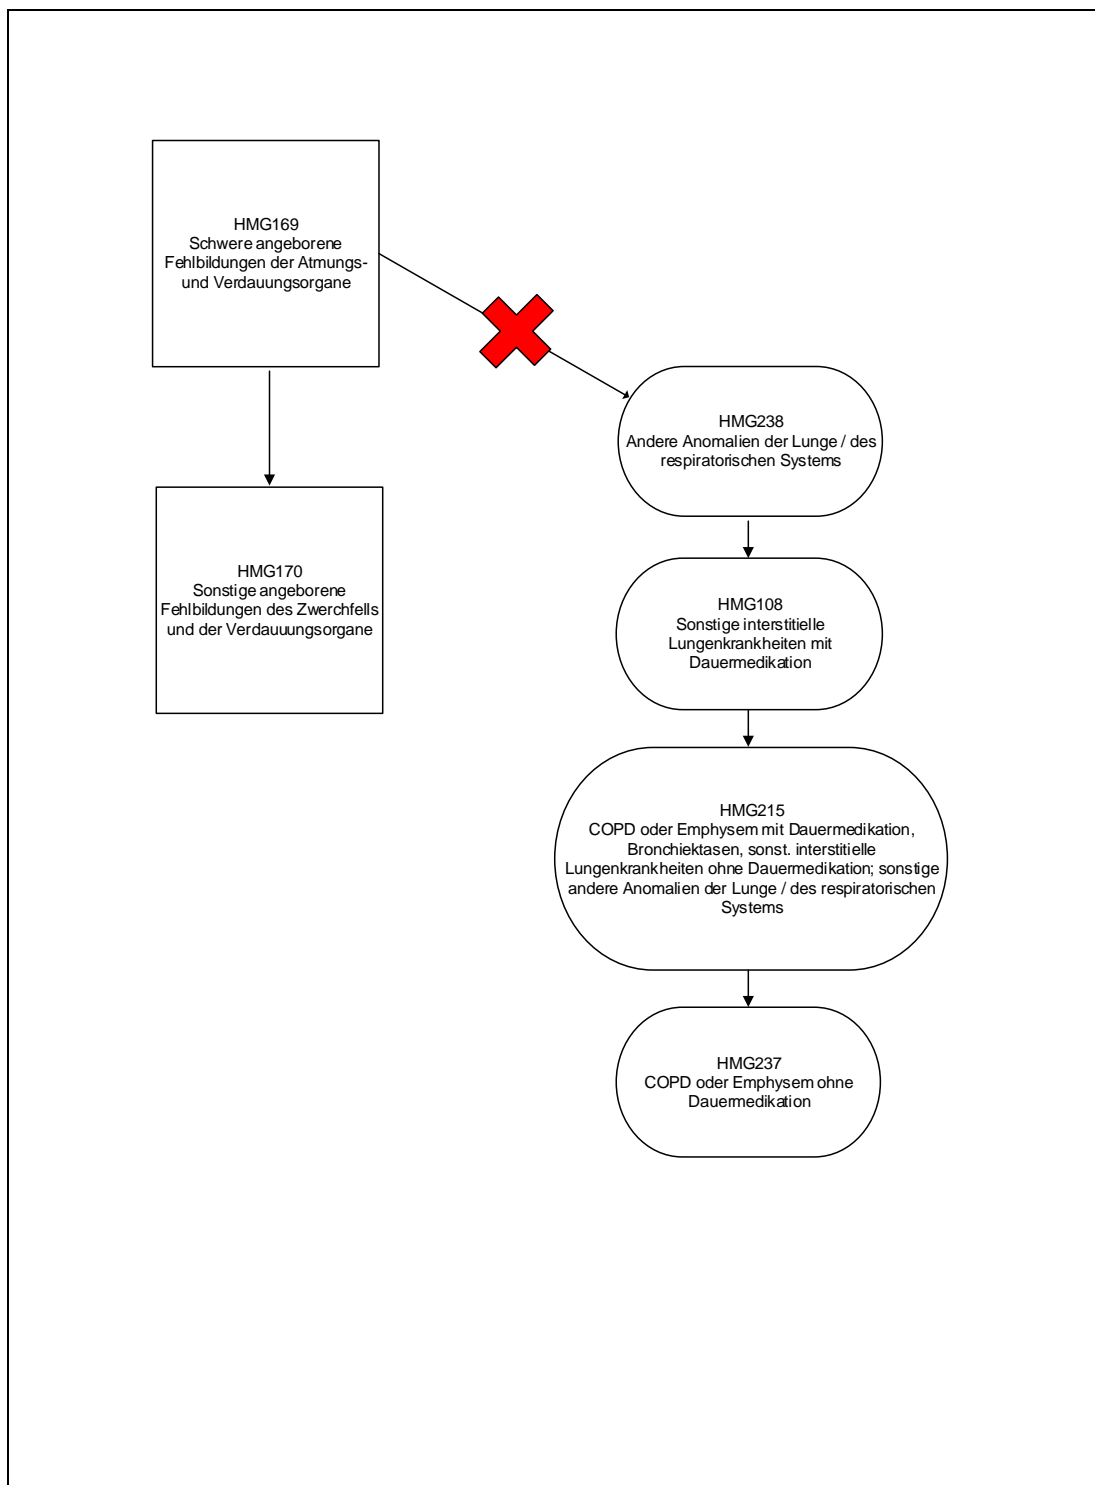 HMG169
Schwere angeborene
Fehlbildungen der Atmungs-
und Verdauungsorgane
HMG238
Andere Anomalien der Lunge / des
respiratorischen Systems
HMG170
Sonstige angeborene
Fehlbildungen des Zwerchfells
und der Verdauuungsorgane
HMG108
Sonstige interstitielle
Lungenkrankheiten mit
Dauermedikation
HMG215
COPD oder Emphysem mit Dauermedikation,
Bronchiektasen, sonst. interstitielle
Lungenkrankheiten ohne Dauermedikation; sonstige
andere Anomalien der Lunge / des respiratorischen
Systems
HMG237
COPD oder Emphysem ohne
Dauermedikation